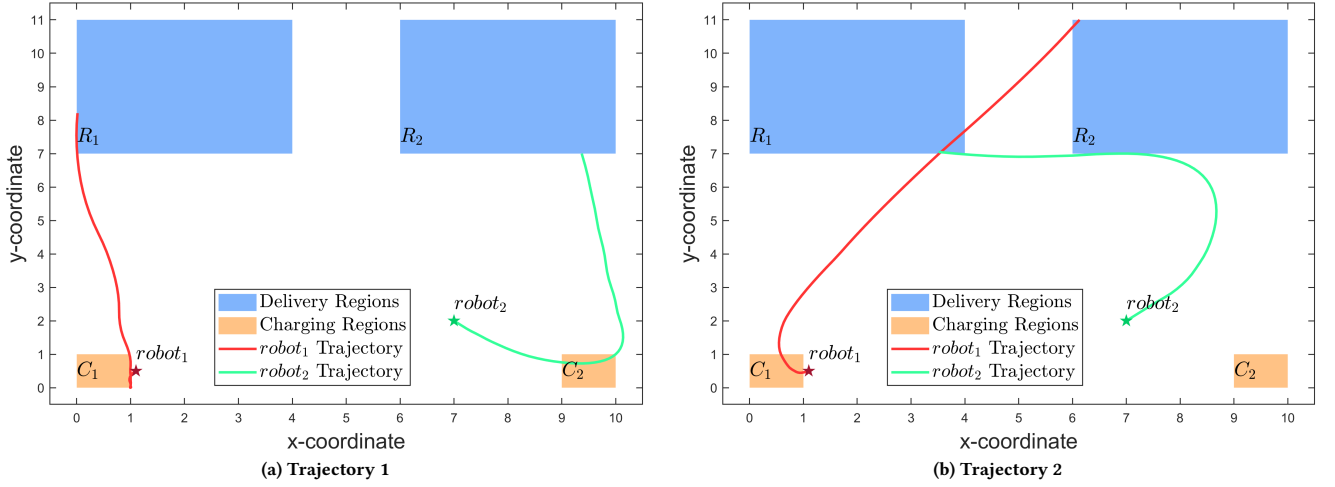 11
10
9
8
7
6
5
4
3
2
1
0
y-coordinate
R1
R2
robot2
Delivery Regions
Charging Regions
robot1 Trajectory
robot2 Trajectory
robot1
C1
C2
0 1 2 3 4 5 6 7 8 9 10
x-coordinate
(a) Trajectory 1
11
10
9
8
7
6
5
4
3
2
1
0
y-coordinate
R1
R2
robot2
Delivery Regions
Charging Regions
robot1 Trajectory
robot2 Trajectory
robot1
C1
C2
0 1 2 3 4 5 6 7 8 9 10
x-coordinate
(b) Trajectory 2